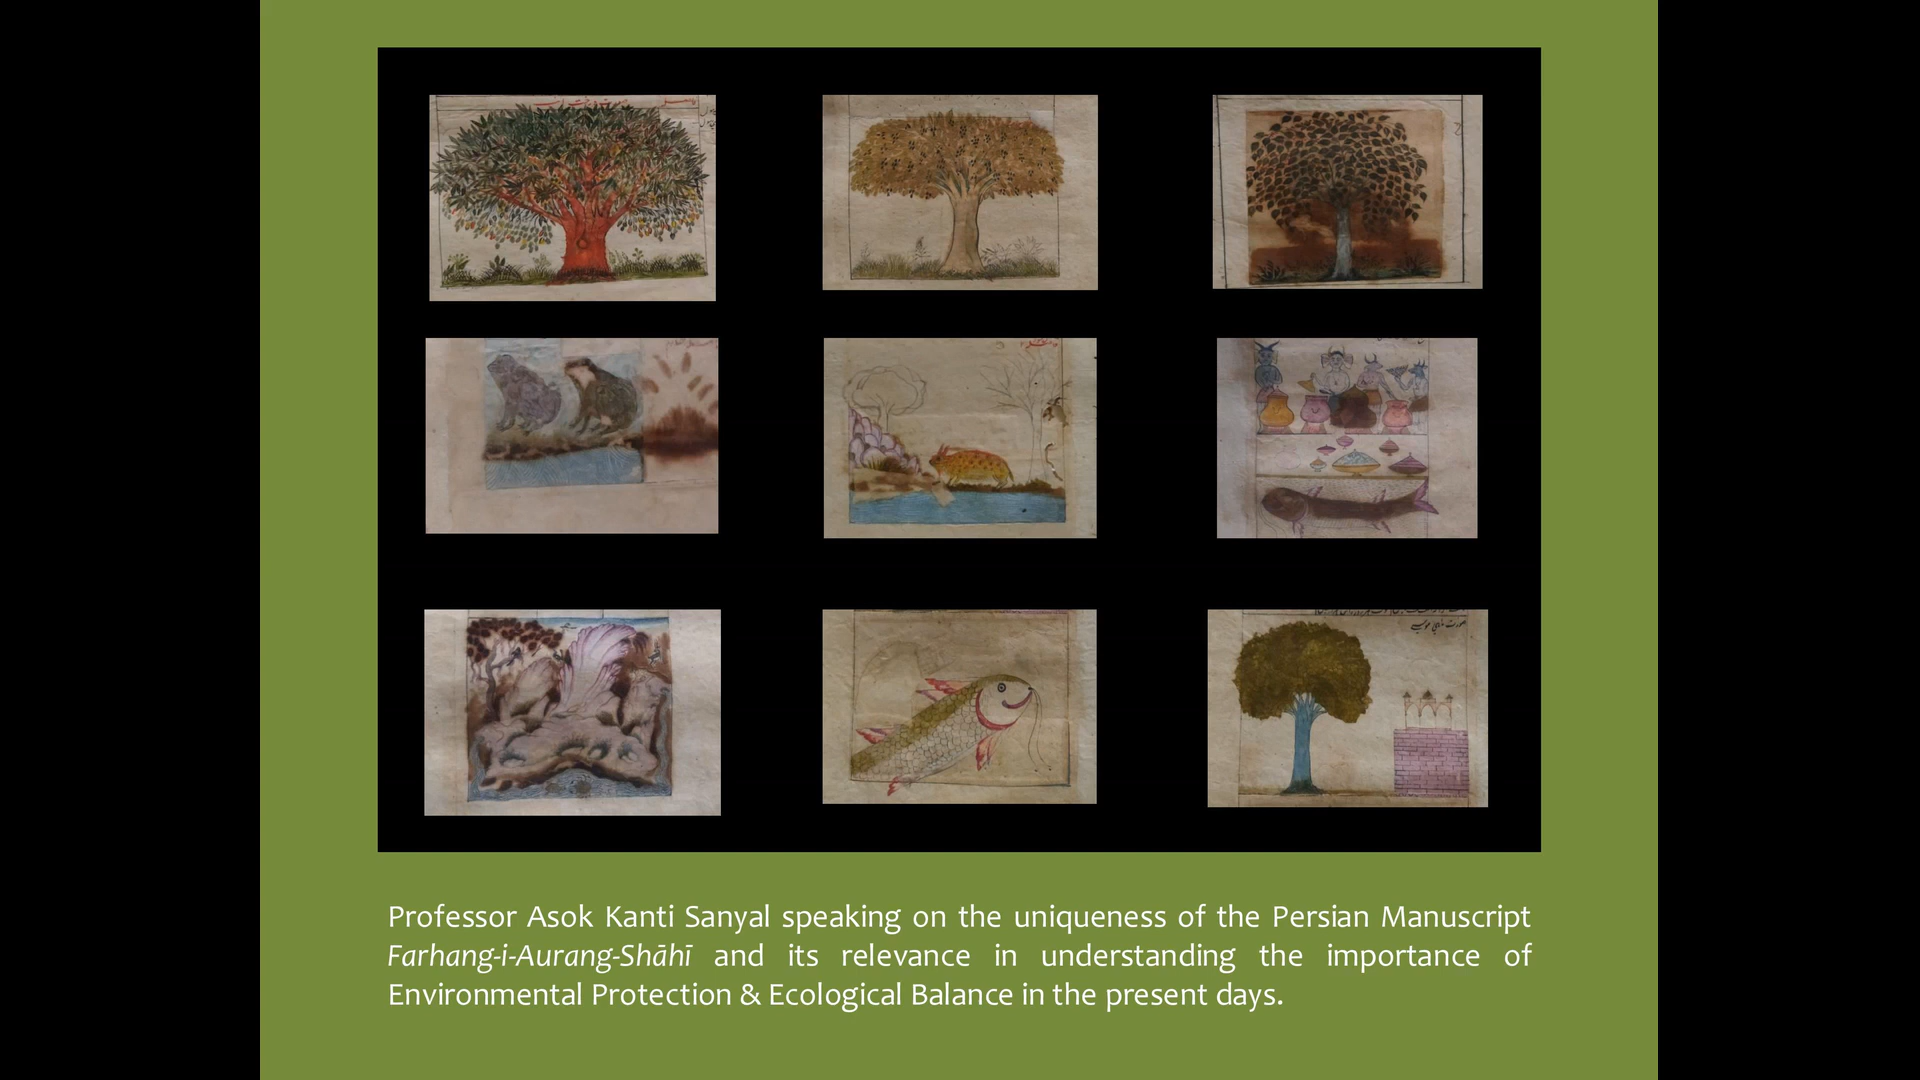 Professor Asok Kanti Sanyal speaking on the uniqueness of the Persian Manuscript
Farhang-i-Aurang-Shāhī and its relevance in understanding the importance of
Environmental Protection & Ecological Balance in the present days.